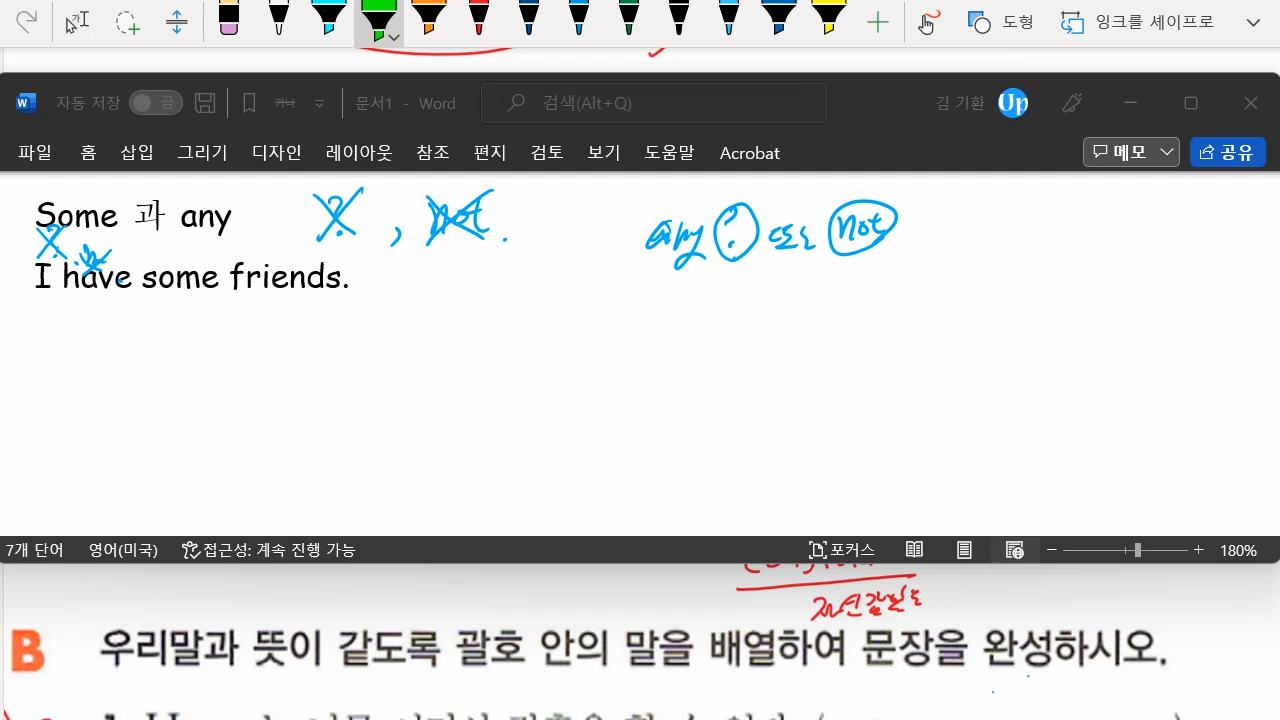 도형 잉크를 셰이프로
자동 저장 끔 가나 문서1 - Word 검색(Alt+Q) 김 기환 Up
파일 홈 삽입 그리기 디자인 레이아웃 참조 편지 검토 보기 도움말 Acrobat 메모 공유
Some 과 any ? , not . any ? 또는 not
?
I have some friends.
7개 단어 영어(미국) 접근성: 계속 진행 가능 포커스 180%
B 우리말과 뜻이 같도록 괄호 안의 말을 배열하여 문장을 완성하시오.